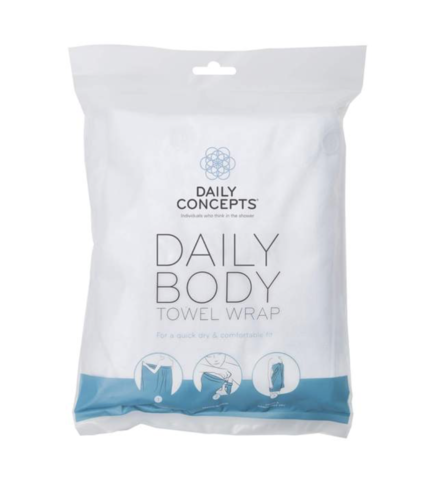 DAILY
CONCEPTS®
Individuals who think in the shower
DAILY
BODY
TOWEL WRAP
For a quick dry & comfortable fit